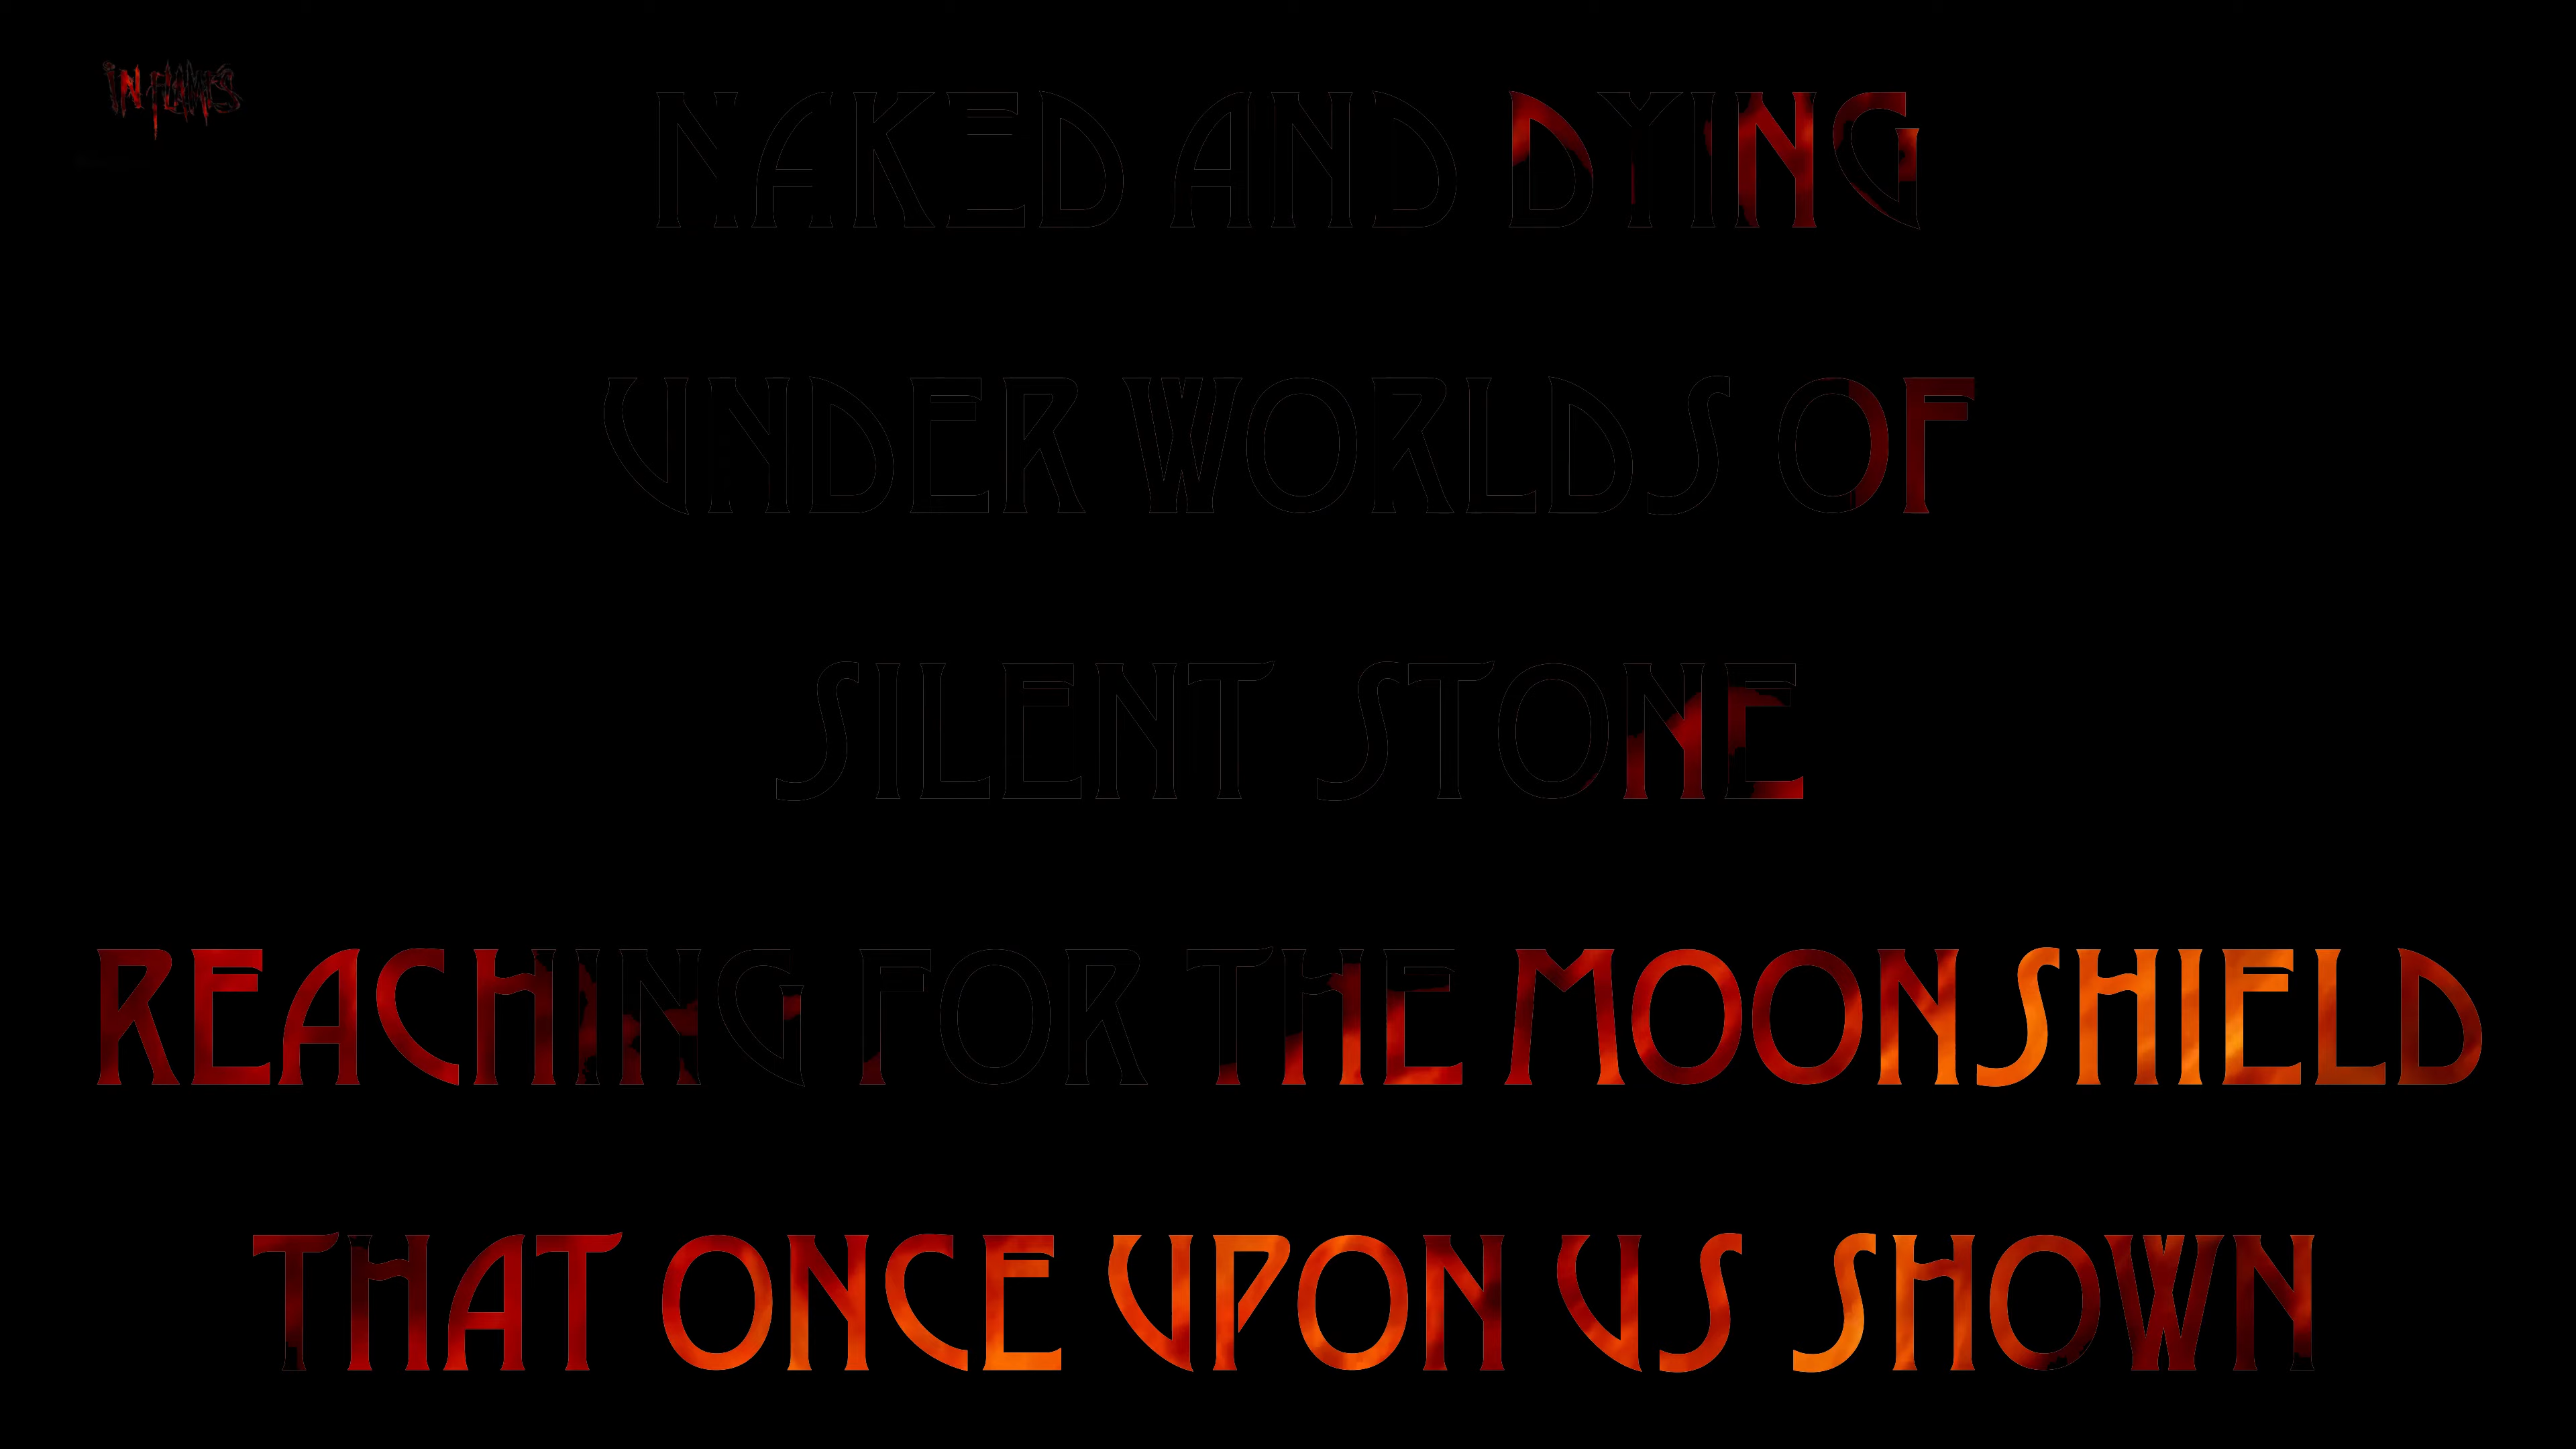 IN FLAMES
NAKED AND DYING
UNDER WORLDS OF
SILENT STONE
REACHING FOR THE MOONSHIELD
THAT ONCE UPON US SHOWN